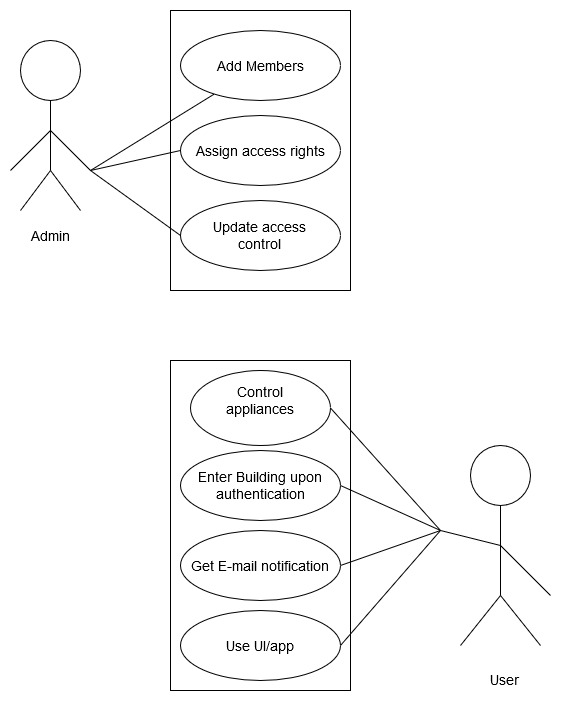 Add Members
Assign access rights
Update access
control
Admin
Control
appliances
Enter Building upon
authentication
Get E-mail notification
Use UI/app
User